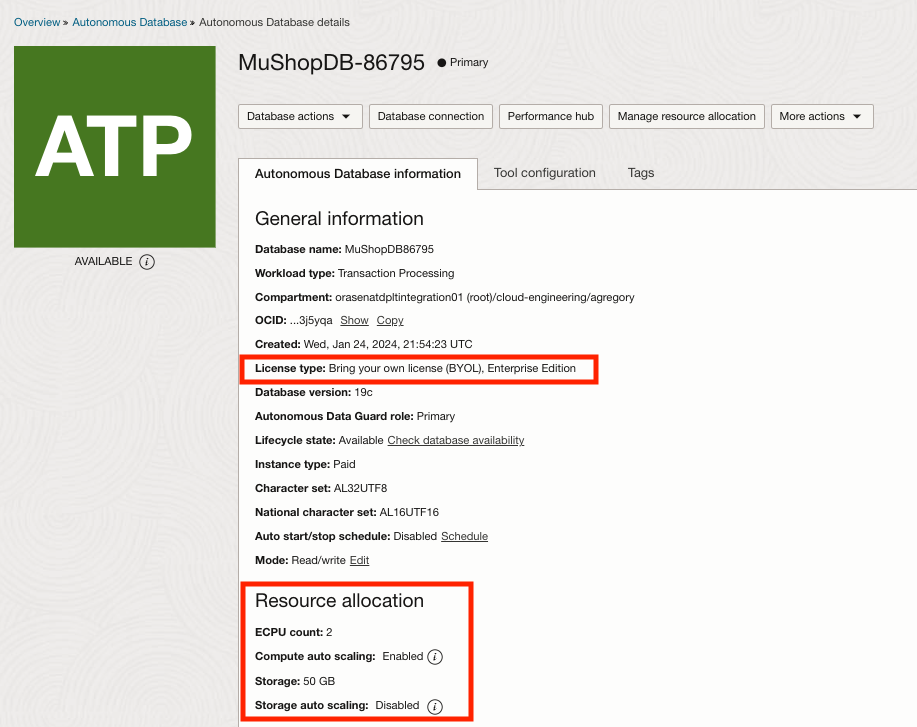 Overview » Autonomous Database » Autonomous Database details
ATP
AVAILABLE i
MuShopDB-86795 ● Primary
Database actions Database connection Performance hub Manage resource allocation More actions
Autonomous Database information Tool configuration Tags
General information
Database name: MuShopDB86795
Workload type: Transaction Processing
Compartment: orasenatdpltintegration01 (root)/cloud-engineering/agregory
OCID: ...3j5yqa Show Copy
Created: Wed, Jan 24, 2024, 21:54:23 UTC
License type: Bring your own license (BYOL), Enterprise Edition
Database version: 19c
Autonomous Data Guard role: Primary
Lifecycle state: Available Check database availability
Instance type: Paid
Character set: AL32UTF8
National character set: AL16UTF16
Auto start/stop schedule: Disabled Schedule
Mode: Read/write Edit
Resource allocation
ECPU count: 2
Compute auto scaling: Enabled i
Storage: 50 GB
Storage auto scaling: Disabled i